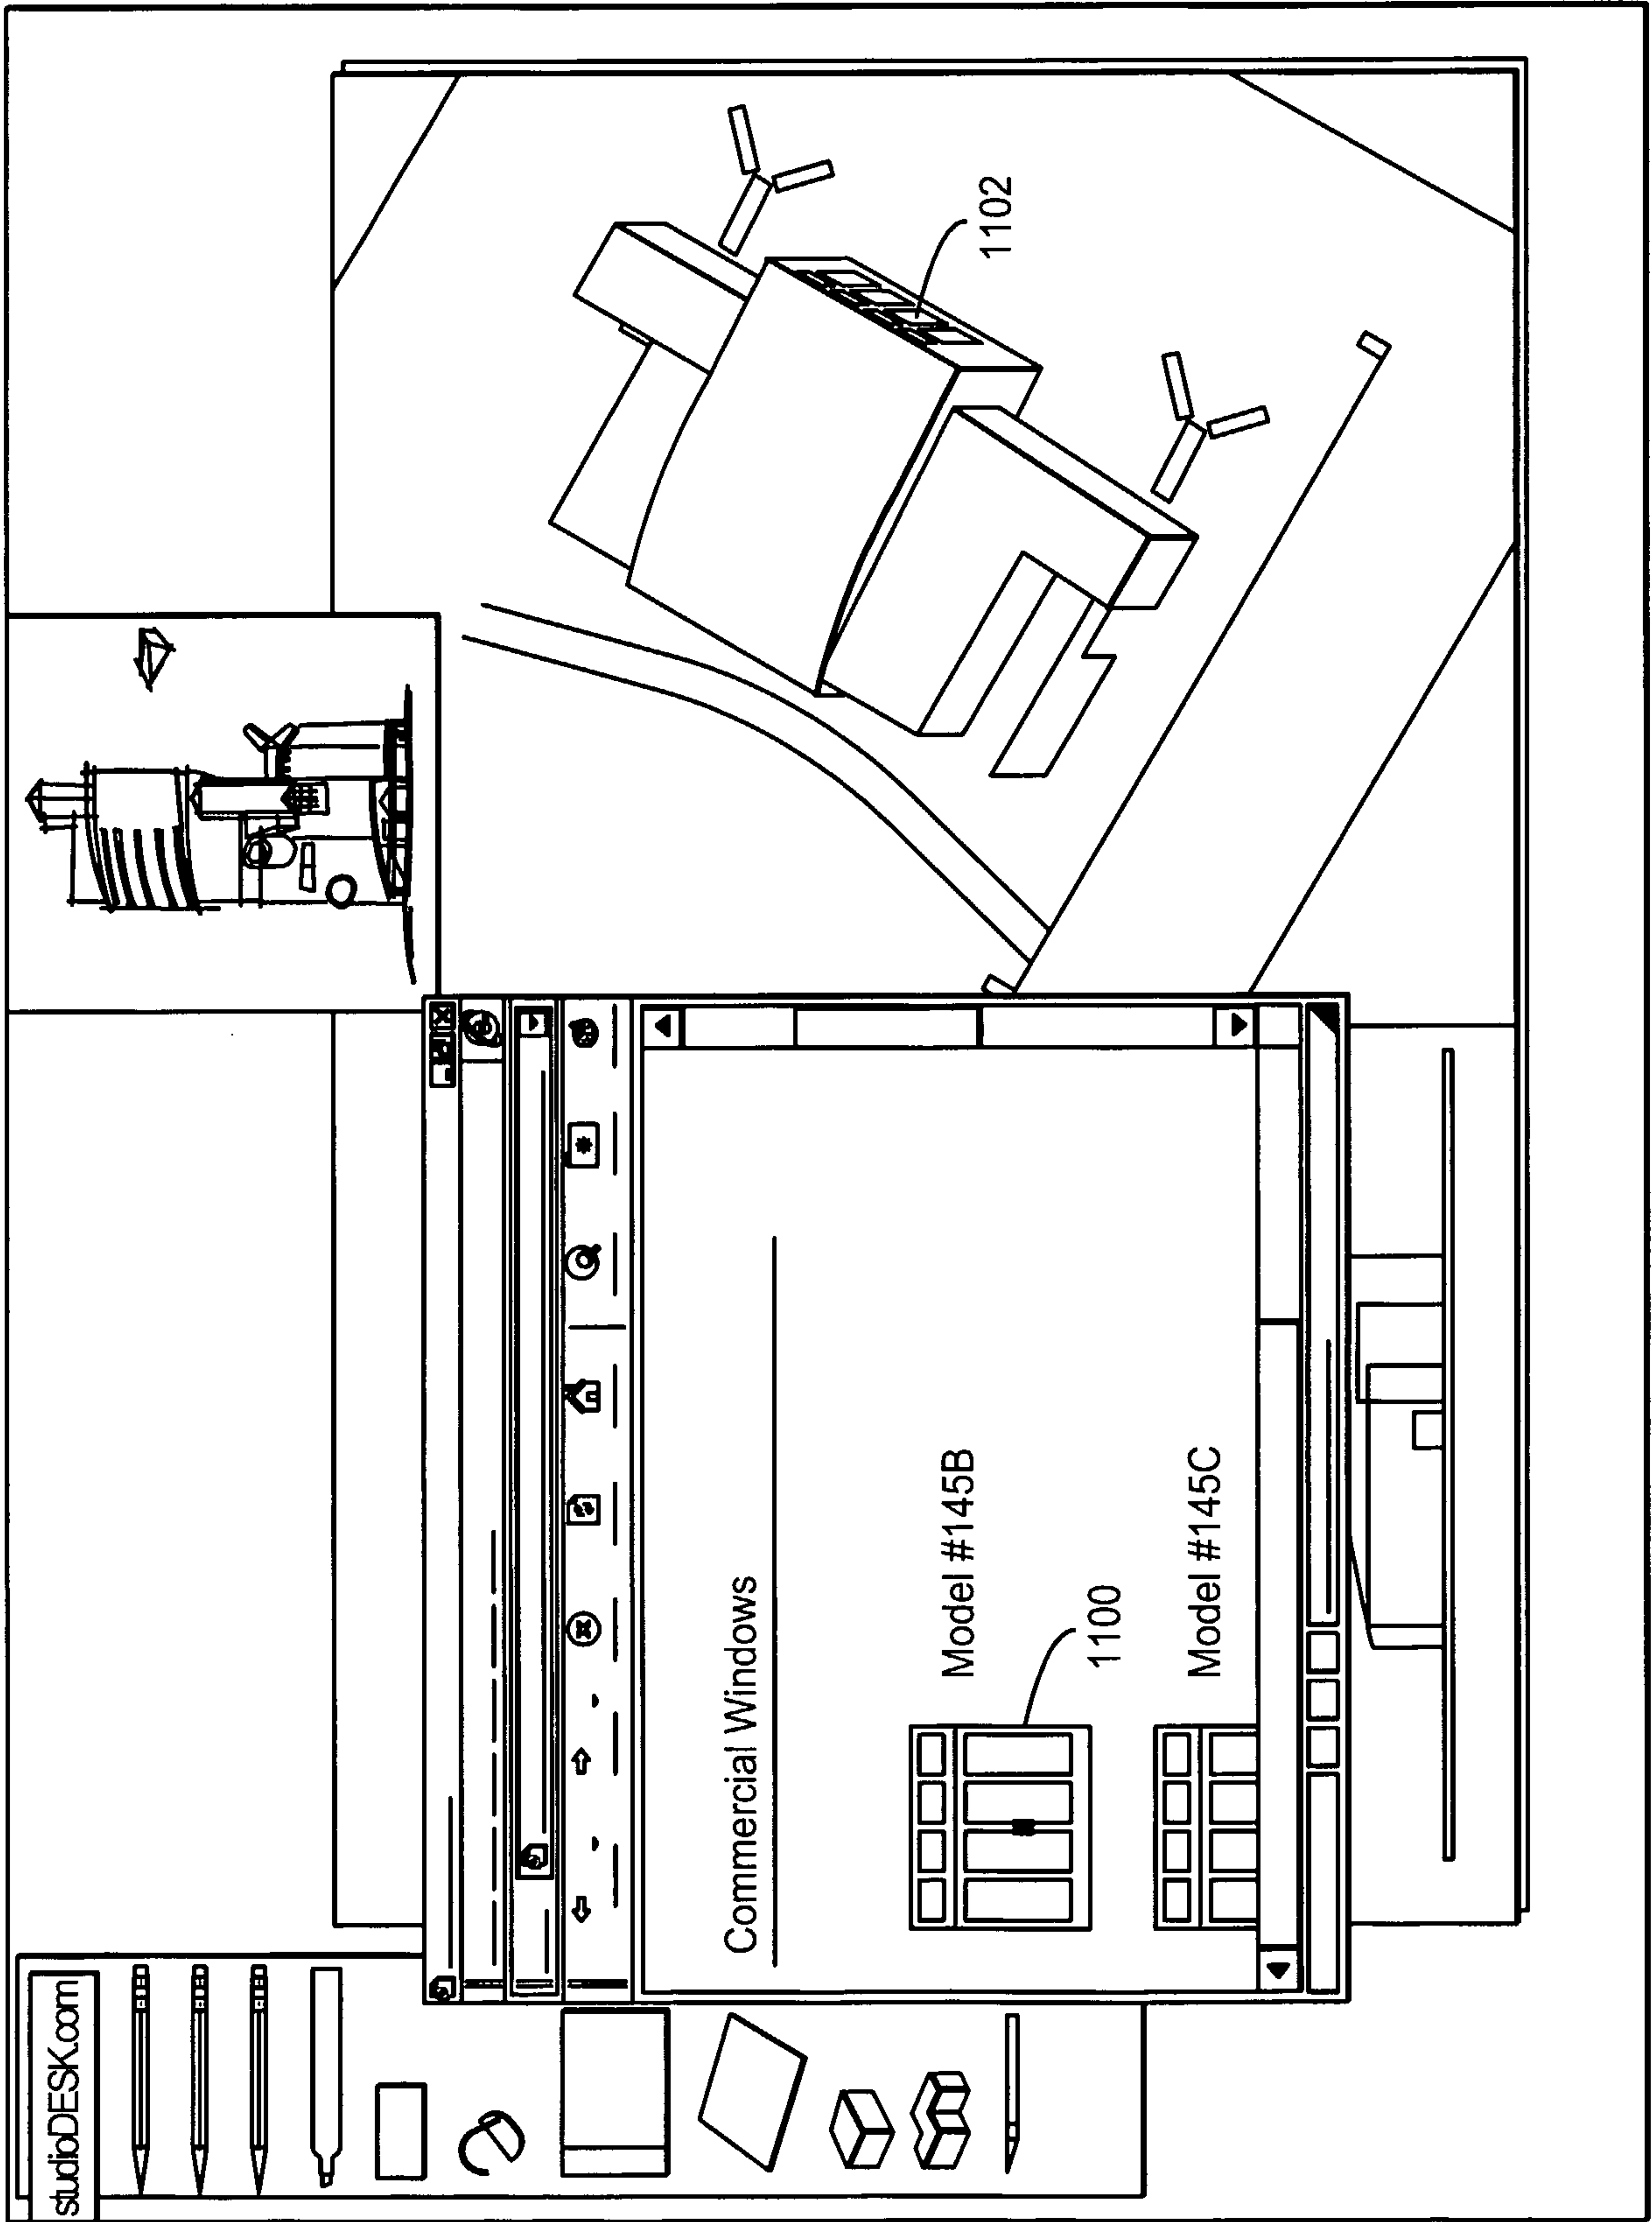 studioDESK.com
Commercial Windows
Model #145B
1100
Model #145C
1102